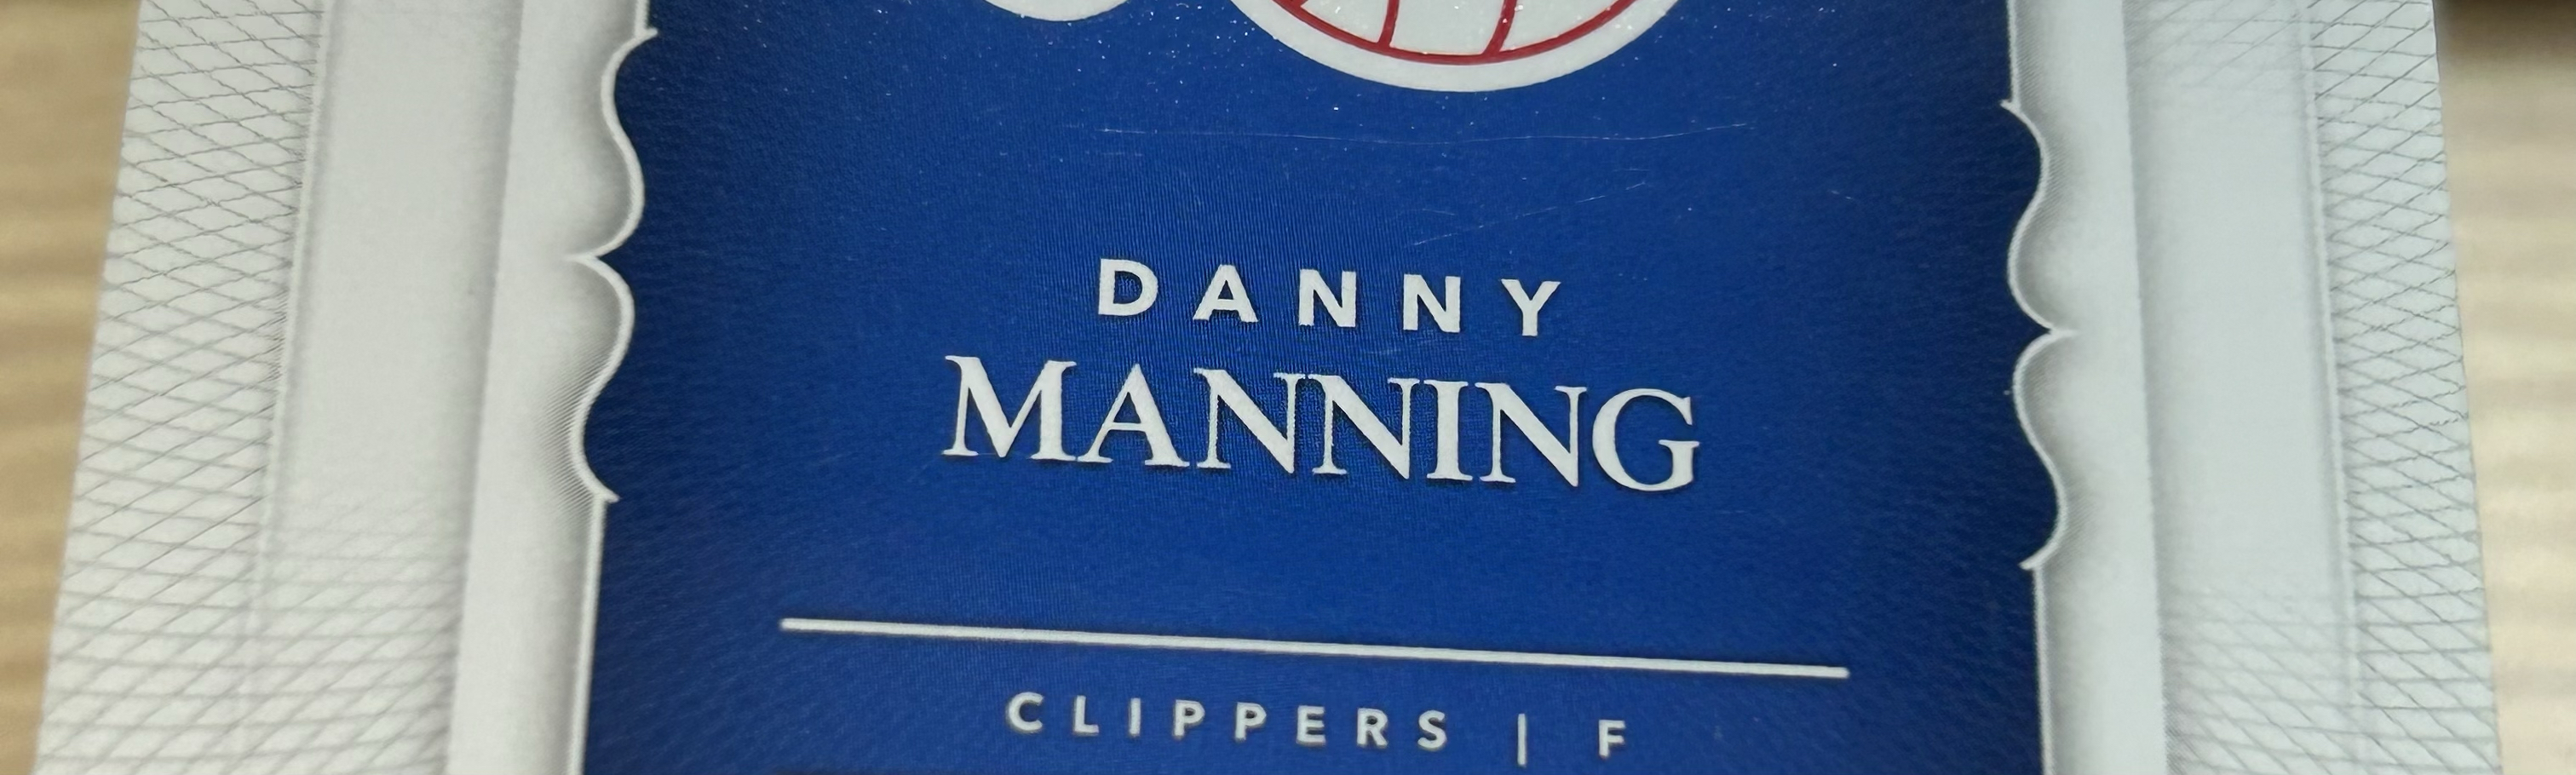 DANNY
MANNING
CLIPPERS | F